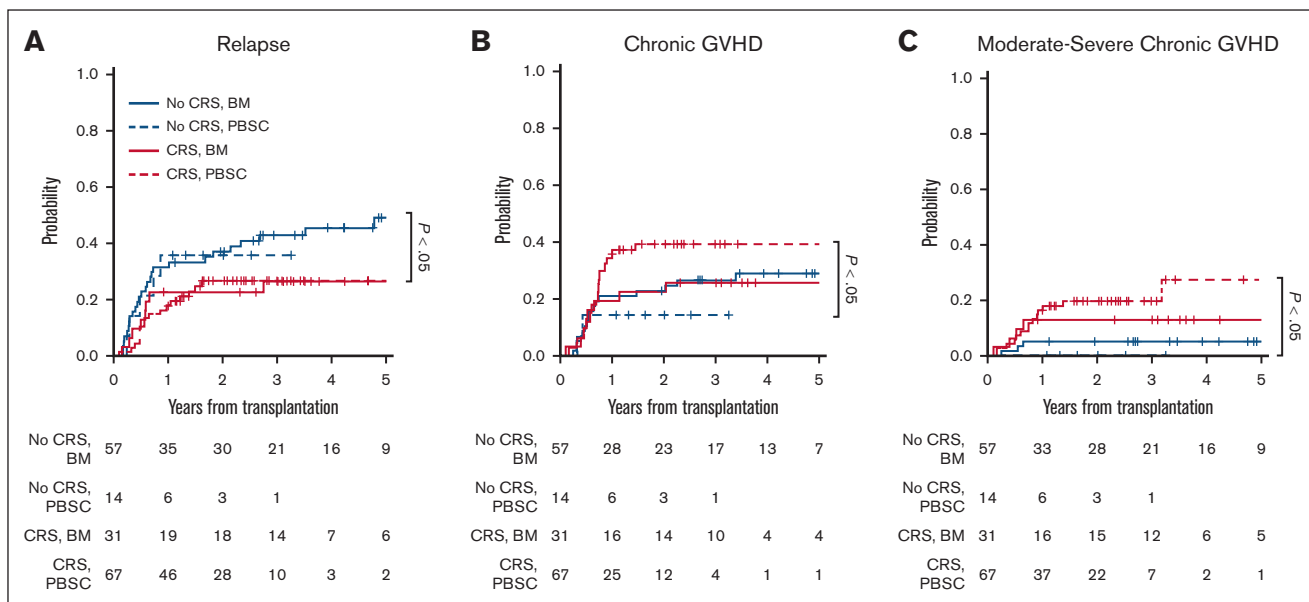 A Relapse
1.0
0.8
0.6
0.4
0.2
0.0
Probability
No CRS, BM
No CRS, PBSC
CRS, BM
CRS, PBSC
P < .05
0 1 2 3 4 5
Years from transplantation
No CRS, BM 57 35 30 21 16 9
No CRS, PBSC 14 6 3 1
CRS, BM 31 19 18 14 7 6
CRS, PBSC 67 46 28 10 3 2
B Chronic GVHD
1.0
0.8
0.6
0.4
0.2
0.0
Probability
P < .05
0 1 2 3 4 5
Years from transplantation
No CRS, BM 57 28 23 17 13 7
No CRS, PBSC 14 6 3 1
CRS, BM 31 16 14 10 4 4
CRS, PBSC 67 25 12 4 1 1
C Moderate-Severe Chronic GVHD
1.0
0.8
0.6
0.4
0.2
0.0
Probability
P < .05
0 1 2 3 4 5
Years from transplantation
No CRS, BM 57 33 28 21 16 9
No CRS, PBSC 14 6 3 1
CRS, BM 31 16 15 12 6 5
CRS, PBSC 67 37 22 7 2 1